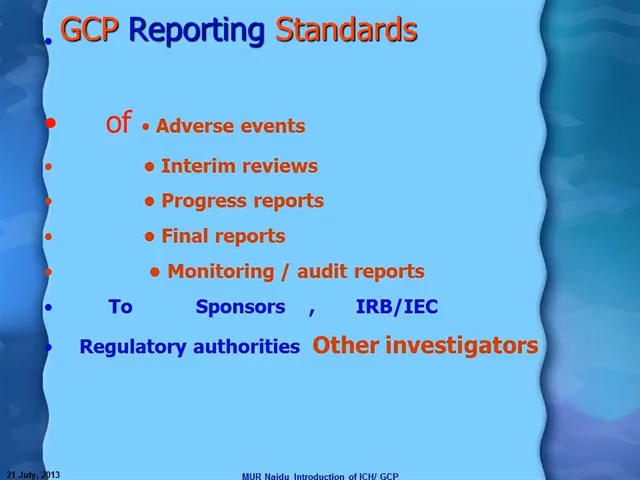 • GCP Reporting Standards
• of • Adverse events
• • Interim reviews
• • Progress reports
• • Final reports
• • Monitoring / audit reports
• To Sponsors , IRB/IEC
• Regulatory authorities Other investigators
21 July, 2013
MUR Naidu Introduction of ICH/ GCP